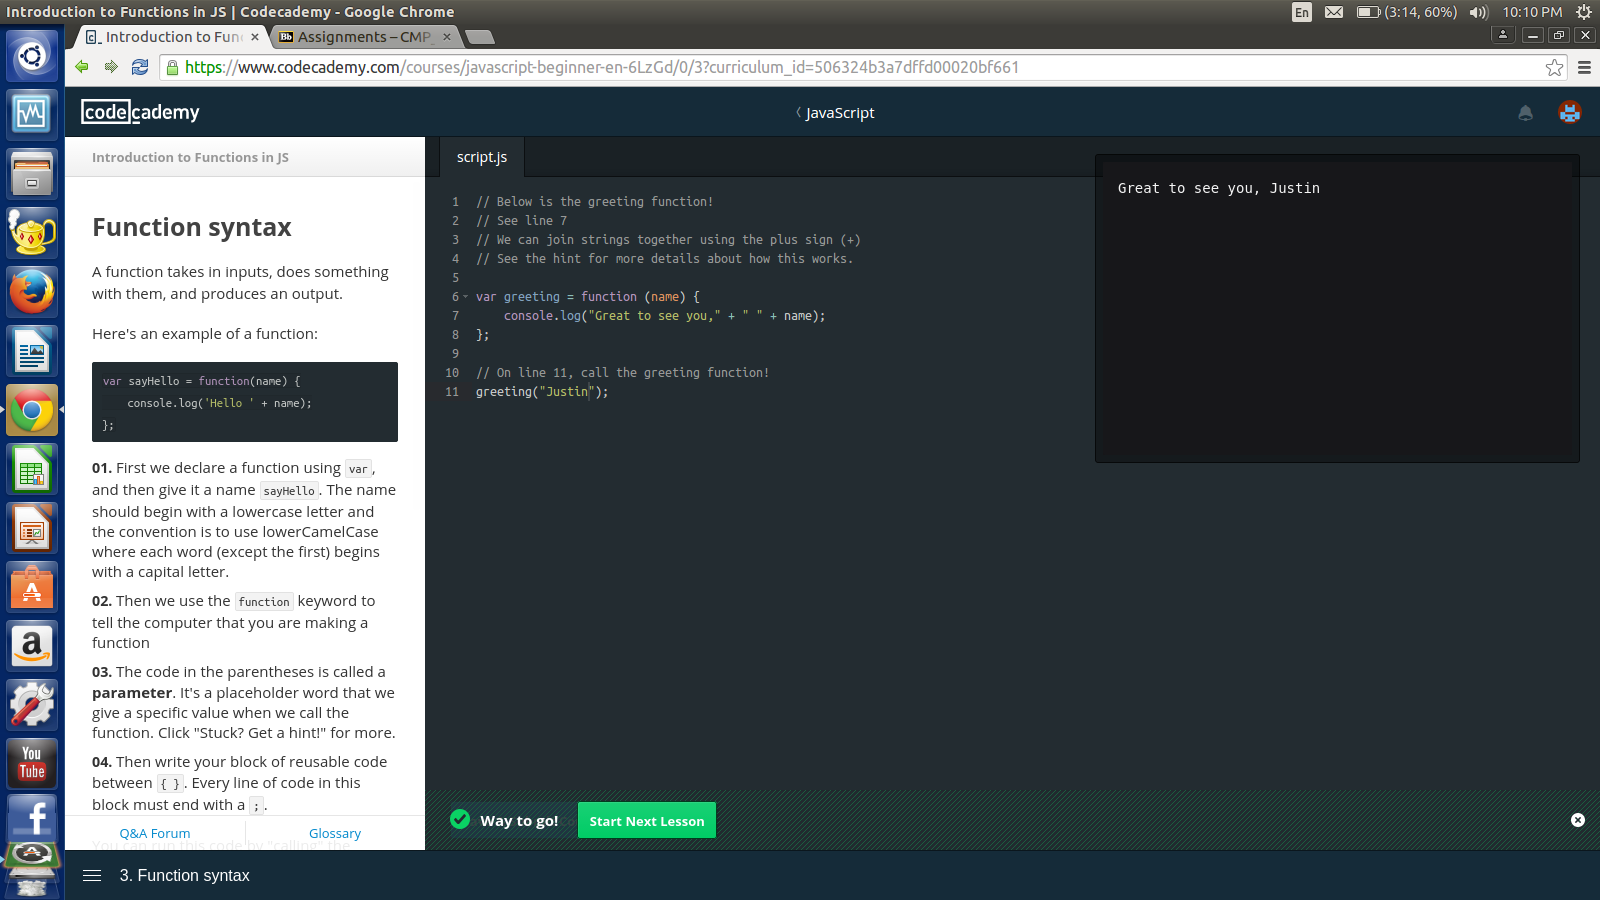 Introduction to Functions in JS | Codecademy - Google Chrome
En
(3:14, 60%)
10:10 PM
Introduction to Fun
Bb Assignments – CMP
https://www.codecademy.com/courses/javascript-beginner-en-6LzGd/0/3?curriculum_id=506324b3a7dffd00020bf661
codecademy
JavaScript
Introduction to Functions in JS
Function syntax
A function takes in inputs, does something
with them, and produces an output.
Here's an example of a function:
var sayHello = function(name) {
console.log('Hello ' + name);
};
01. First we declare a function using var,
and then give it a name sayHello. The name
should begin with a lowercase letter and
the convention is to use lowerCamelCase
where each word (except the first) begins
with a capital letter.
02. Then we use the function keyword to
tell the computer that you are making a
function
03. The code in the parentheses is called a
parameter. It's a placeholder word that we
give a specific value when we call the
function. Click "Stuck? Get a hint!" for more.
04. Then write your block of reusable code
between { }. Every line of code in this
block must end with a ;.
You can run this code by "calling" the
Q&A Forum
Glossary
script.js
1 // Below is the greeting function!
2 // See line 7
3 // We can join strings together using the plus sign (+)
4 // See the hint for more details about how this works.
5
6 var greeting = function (name) {
7 console.log("Great to see you," + " " + name);
8 };
9
10 // On line 11, call the greeting function!
11 greeting("Justin");
Great to see you, Justin
Way to go!
Start Next Lesson
3. Function syntax
a
You
Tube
f